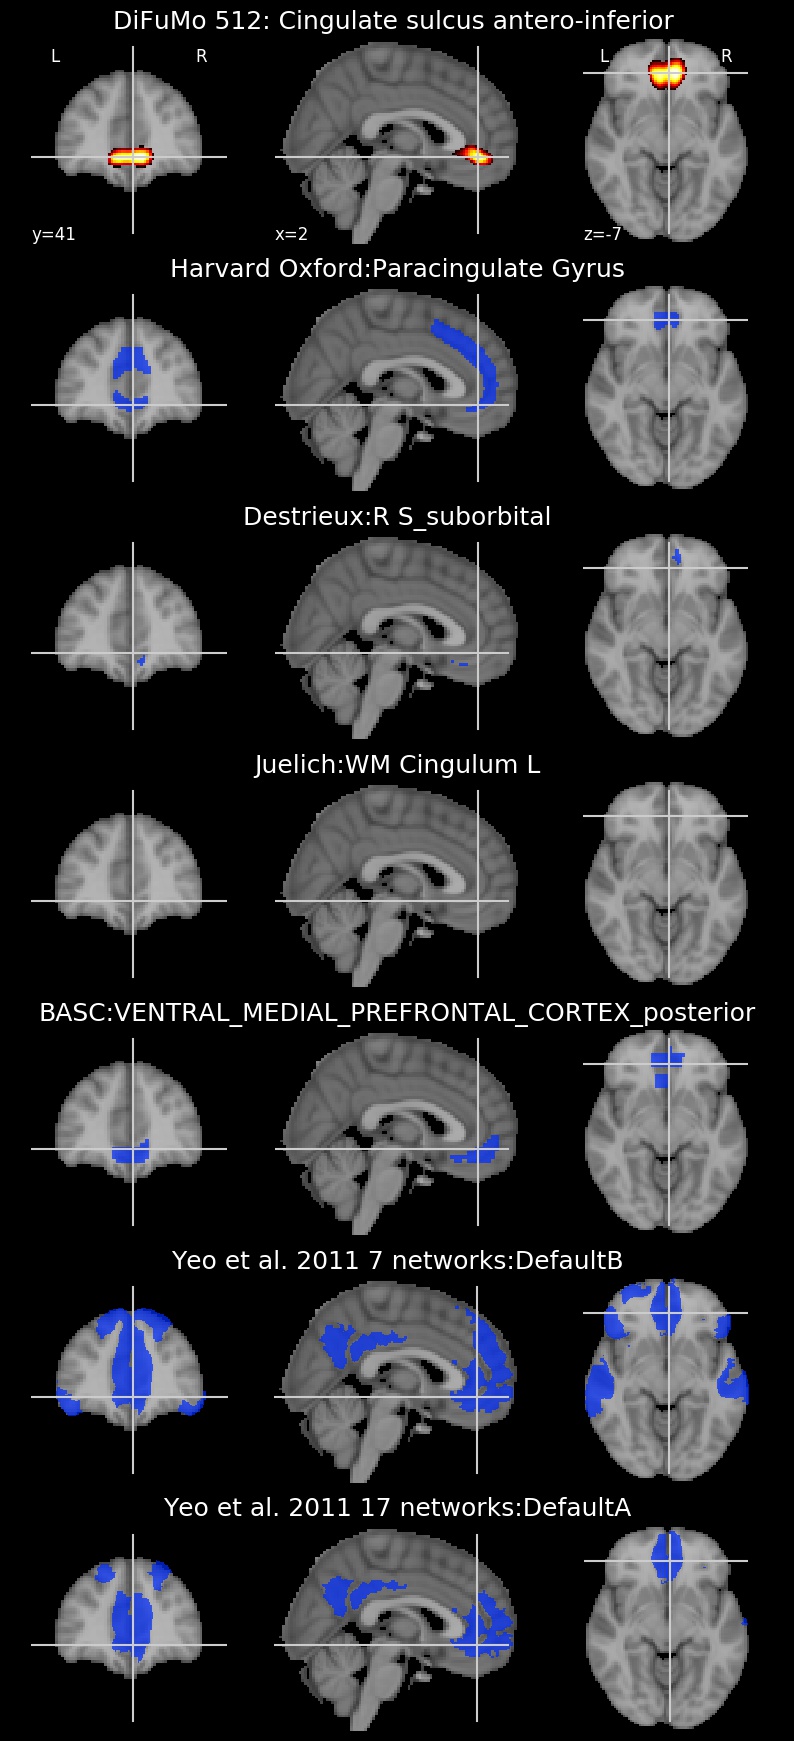 DiFuMo 512: Cingulate sulcus antero-inferior
L R L R
y=41 x=2 z=-7
Harvard Oxford:Paracingulate Gyrus
Destrieux:R S_suborbital
Juelich:WM Cingulum L
BASC:VENTRAL_MEDIAL_PREFRONTAL_CORTEX_posterior
Yeo et al. 2011 7 networks:DefaultB
Yeo et al. 2011 17 networks:DefaultA